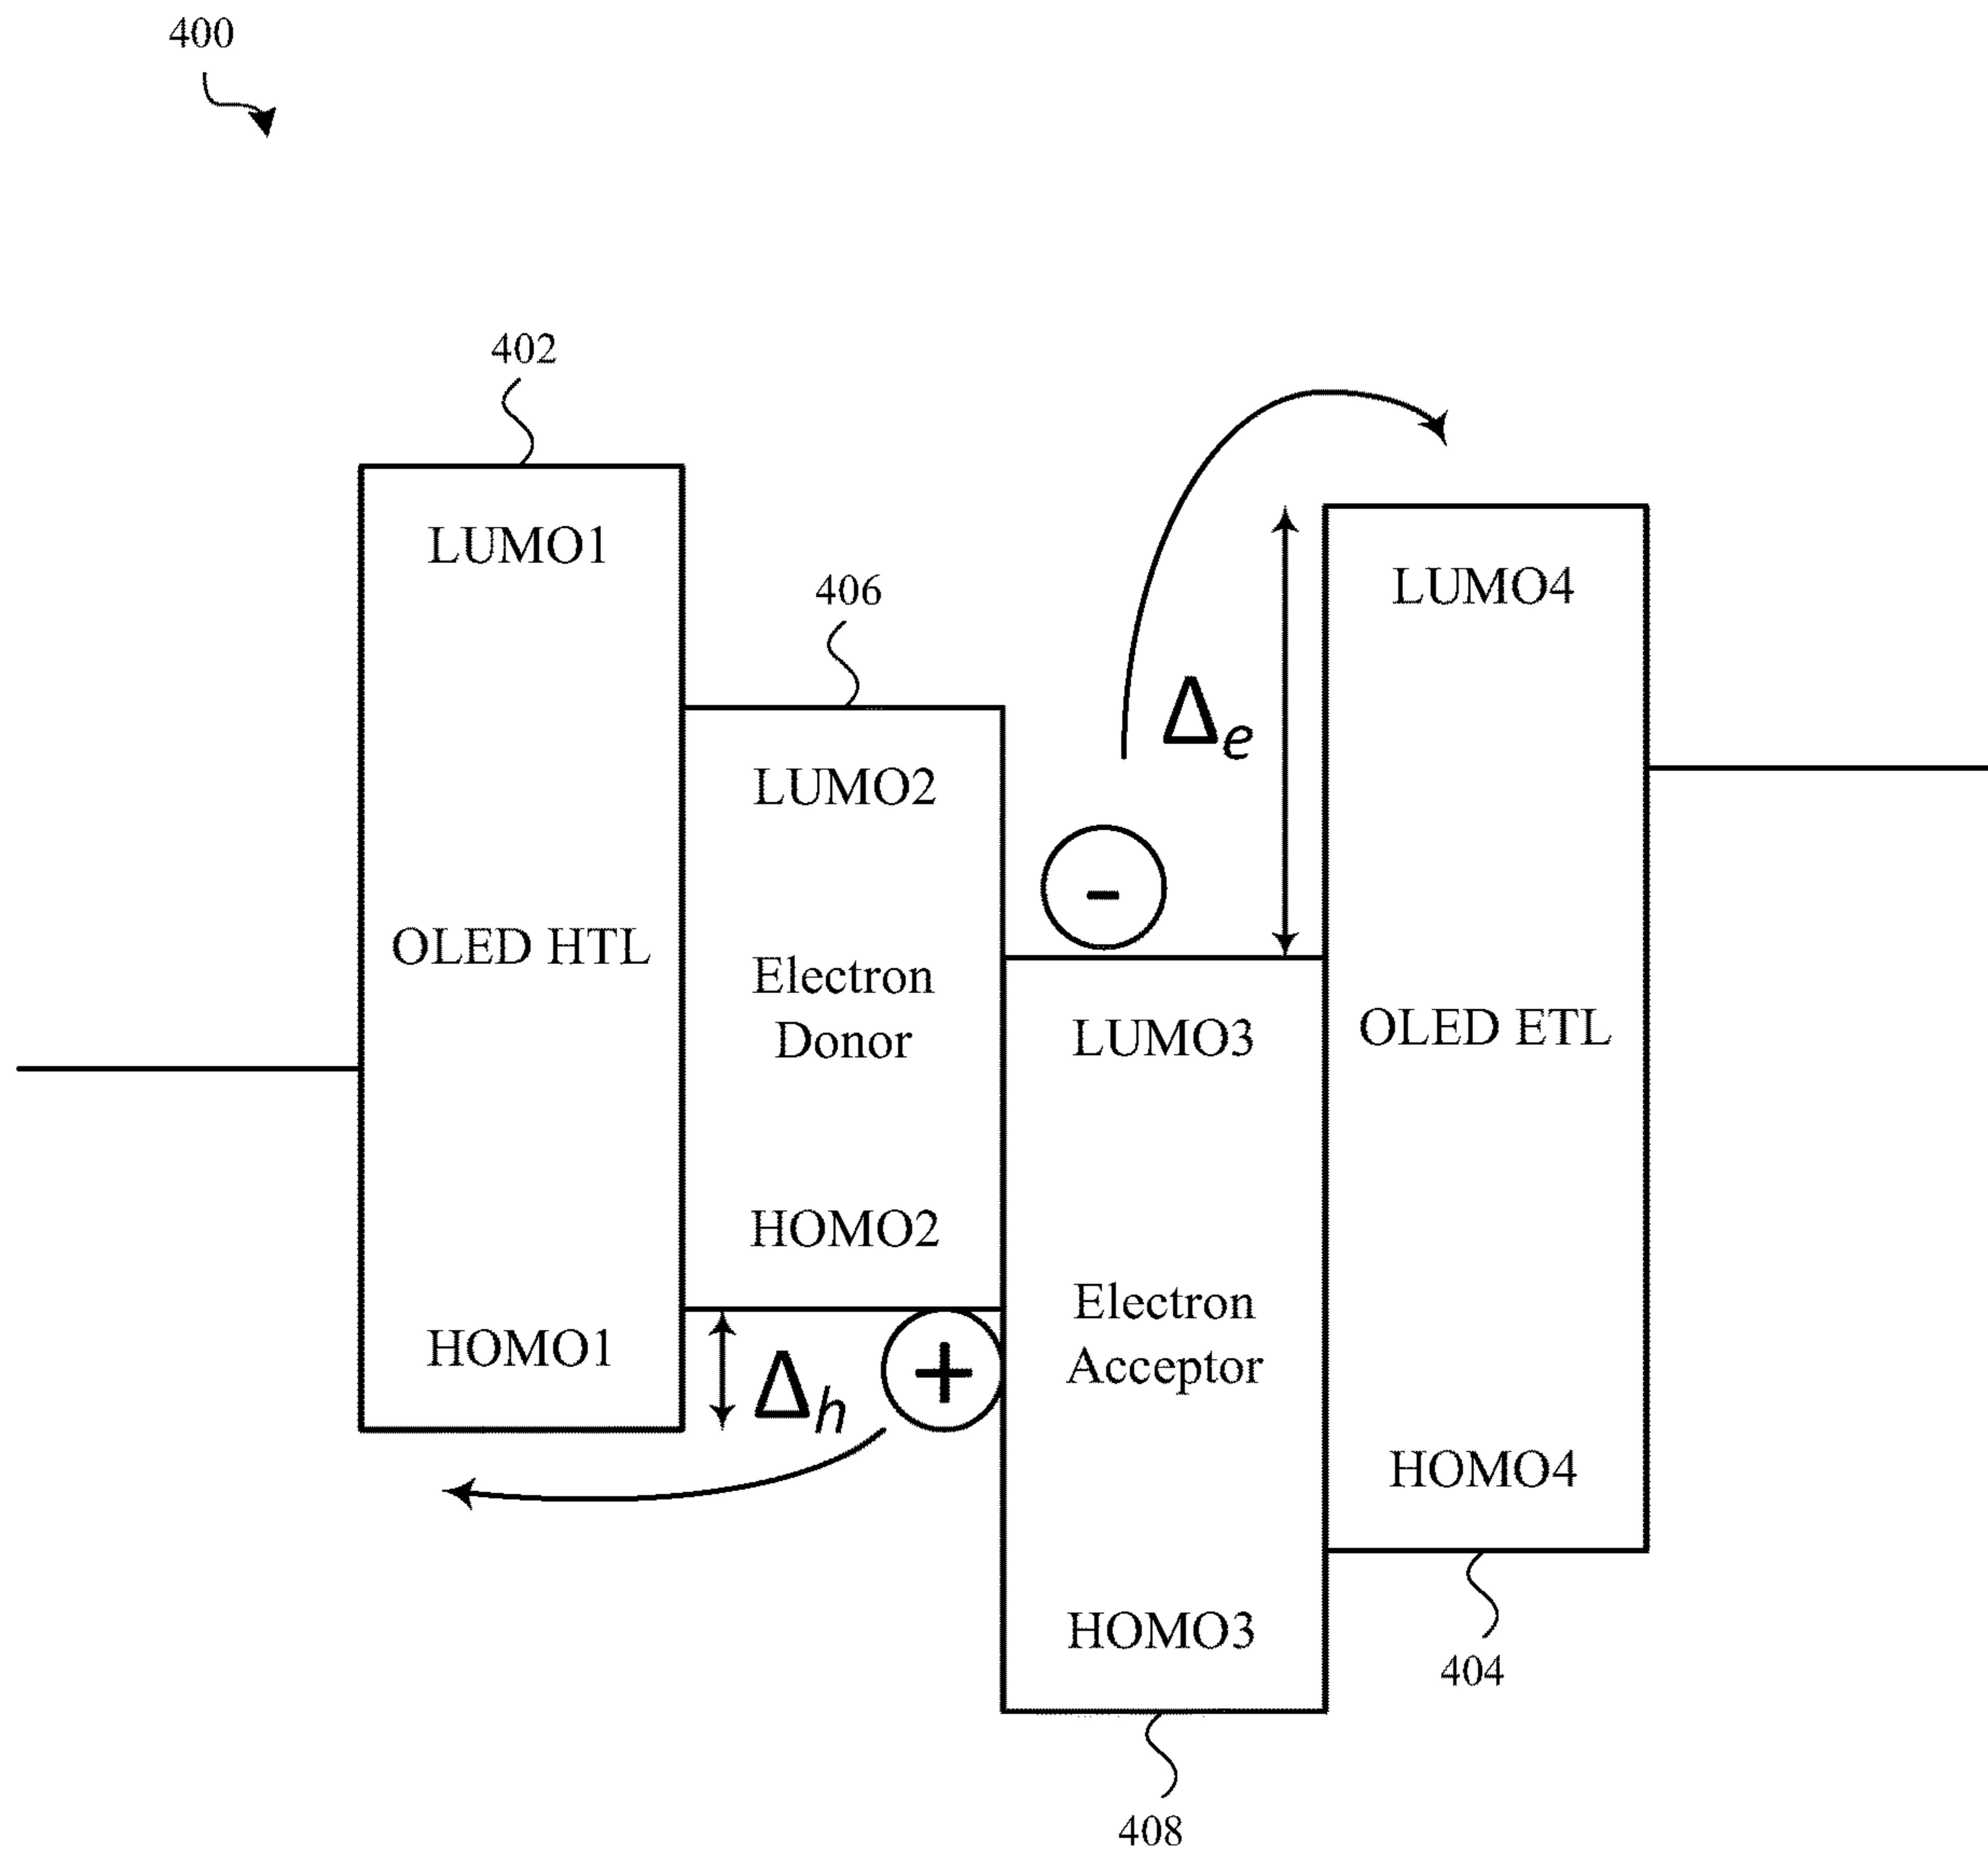 400
402
LUMO1
LUMO4
406
Δe
LUMO2
-
OLED HTL
Electron
Donor
LUMO3
OLED ETL
HOMO2
Electron
Acceptor
HOMO1
Δh
+
HOMO4
HOMO3
404
408